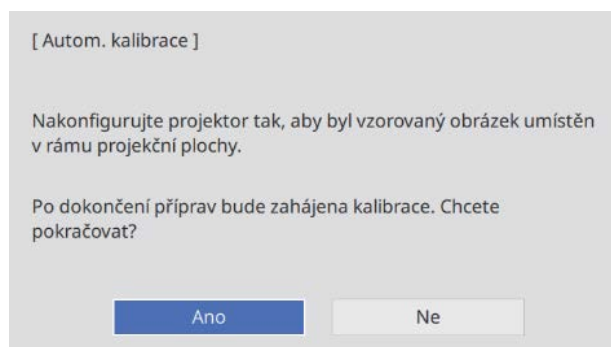 [ Autom. kalibrace ]
Nakonfigurujte projektor tak, aby byl vzorovaný obrázek umístěn
v rámu projekční plochy.
Po dokončení příprav bude zahájena kalibrace. Chcete
pokračovat?
Ano
Ne